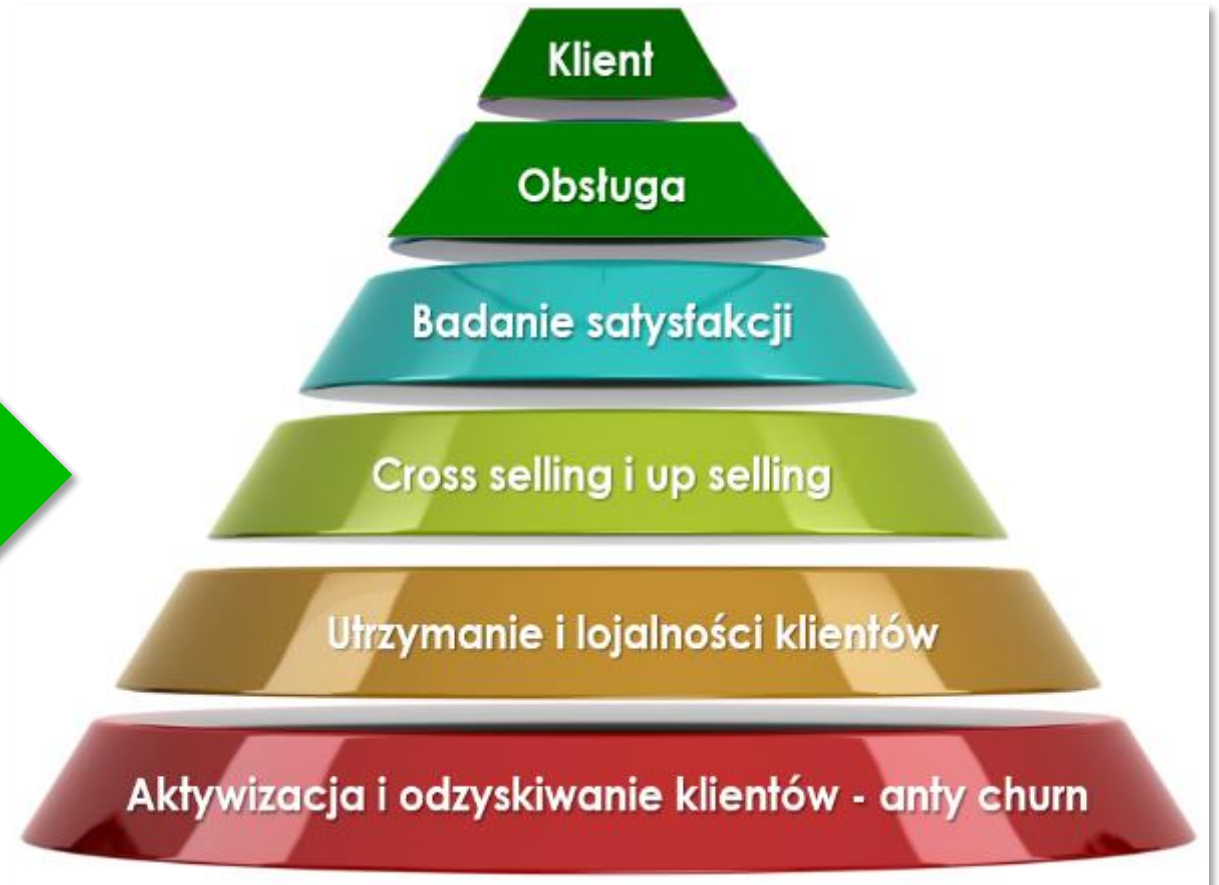 Klient
Obsługa
Badanie satysfakcji
Cross selling i up selling
Utrzymanie i lojalności klientów
Aktywizacja i odzyskiwanie klientów - anty churn